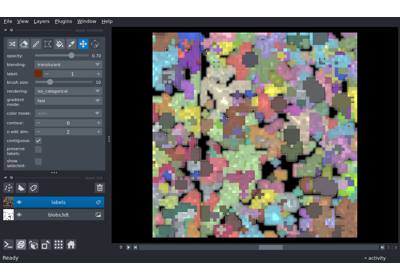 File View Layers Plugins Window Help
opacity: 0.70
blending: translucent
label: 1
brush size: 10
rendering: iso_categorical
gradient mode: fast
color mode:
contour: 0
n edit dim: 2
contiguous:
preserve labels:
show selected:
labels
blobs3dt
0
Ready activity